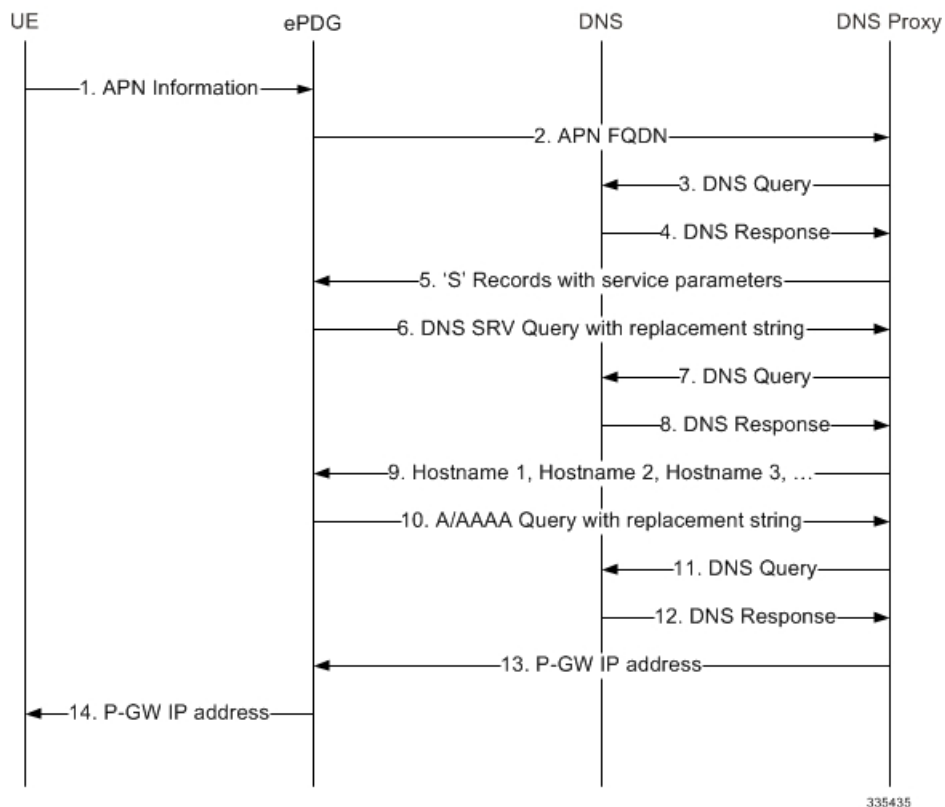 UE
ePDG
DNS
DNS Proxy
1. APN Information
2. APN FQDN
3. DNS Query
4. DNS Response
5. ‘S’ Records with service parameters
6. DNS SRV Query with replacement string
7. DNS Query
8. DNS Response
9. Hostname 1, Hostname 2, Hostname 3, …
10. A/AAAA Query with replacement string
11. DNS Query
12. DNS Response
13. P-GW IP address
14. P-GW IP address
335435